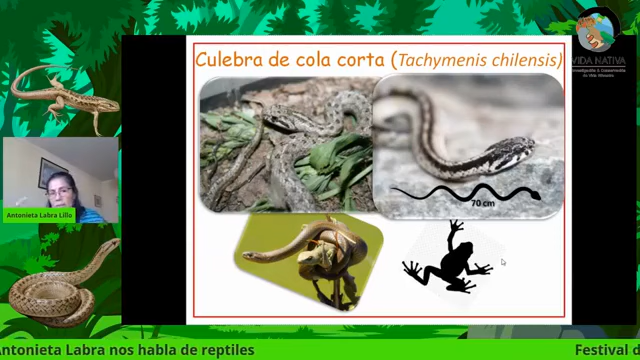 Culebra de cola corta (Tachymenis chilensis)
VIDA NATIVA
70 cm
Antonieta Labra Lillo
ntonieta Labra nos habla de reptiles
Festival d